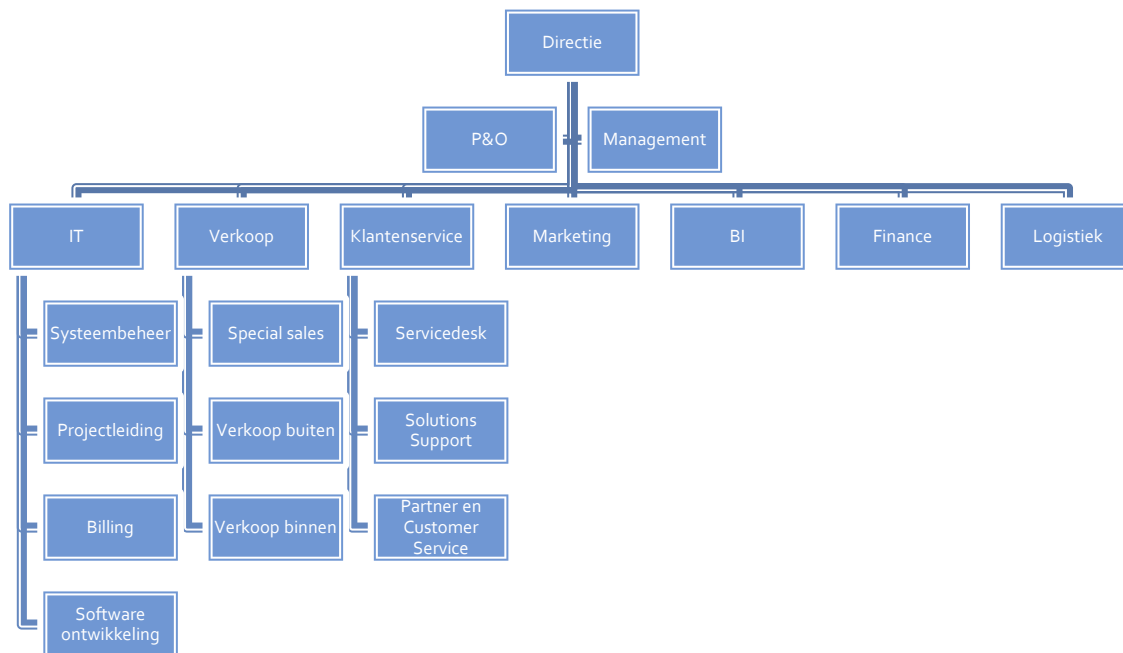 Directie
P&O
Management
IT
Verkoop
Klantenservice
Marketing
BI
Finance
Logistiek
Systeembeheer
Special sales
Servicedesk
Projectleiding
Verkoop buiten
Solutions
Support
Billing
Verkoop binnen
Partner en
Customer
Service
Software
ontwikkeling